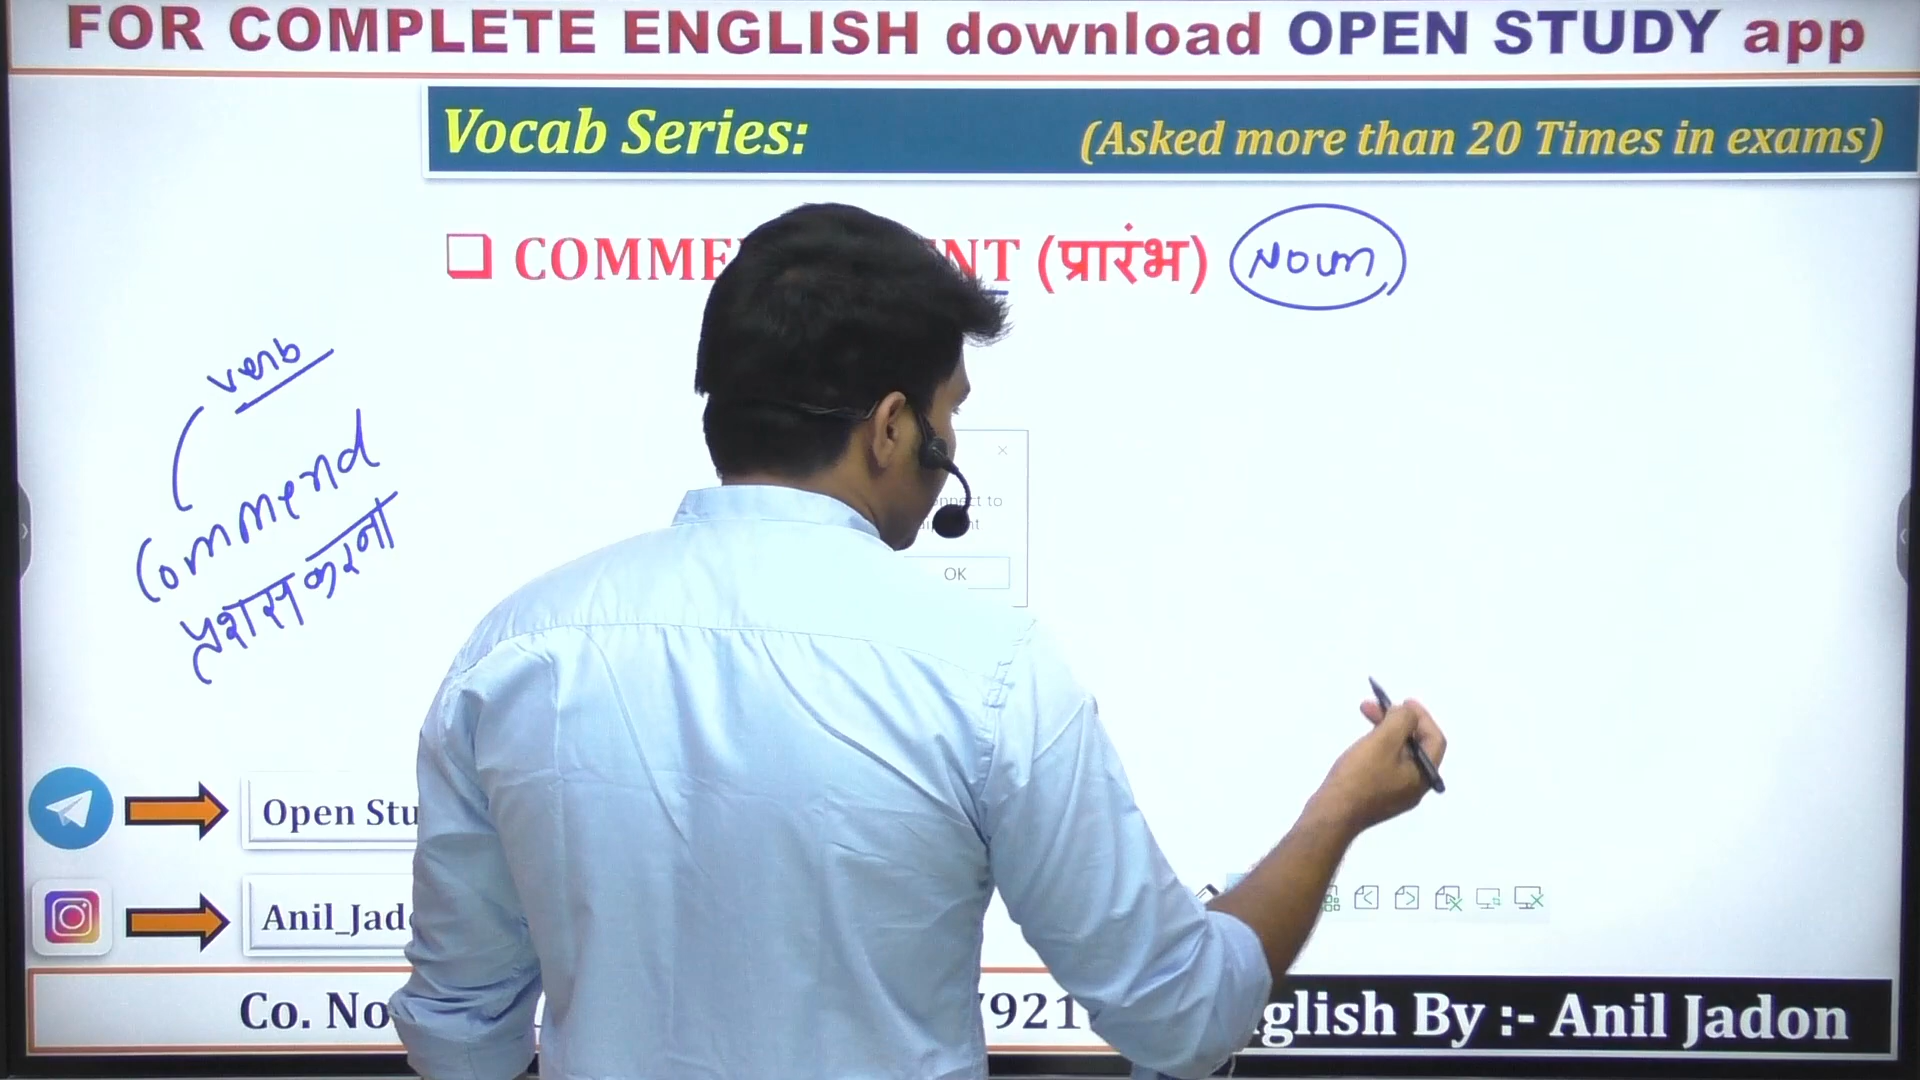 FOR COMPLETE ENGLISH download OPEN STUDY app
Vocab Series: (Asked more than 20 Times in exams)
COMME NT (प्रारंभ) Noun
verb
Commend
प्रशंसा करना
OK
Open Stu
Anil_Jad
Co. No
7921
glish By :- Anil Jadon